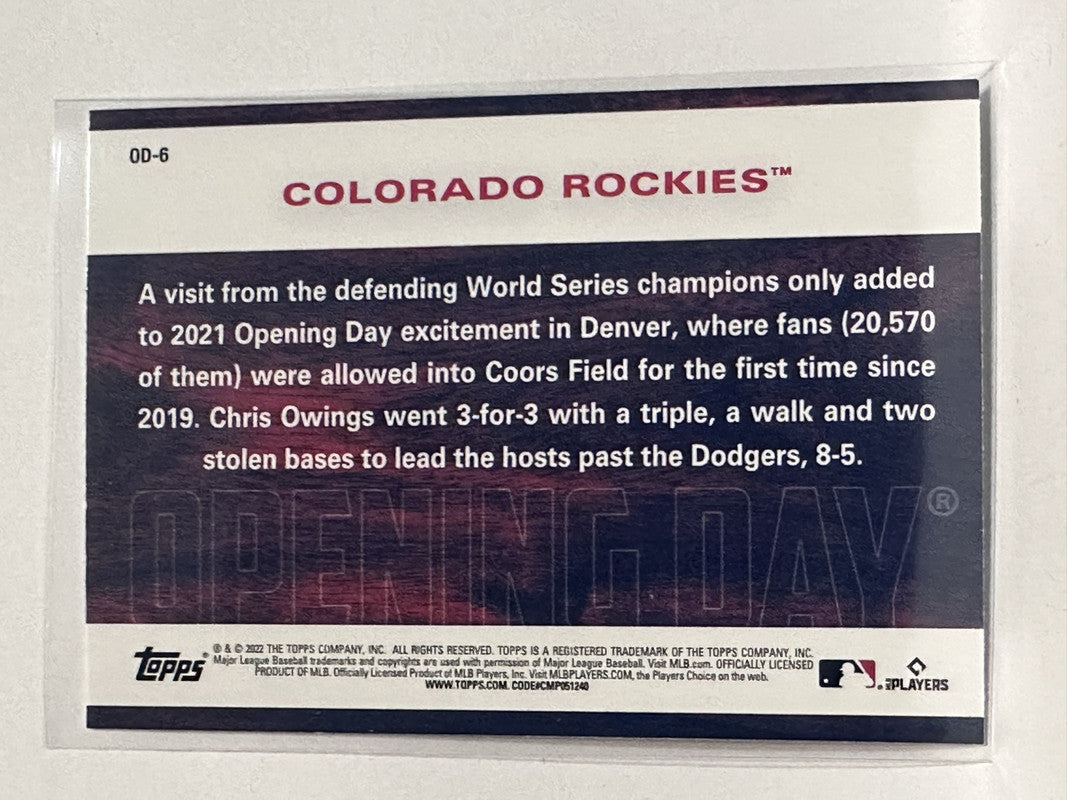 OD-6
COLORADO ROCKIES™
A visit from the defending World Series champions only added
to 2021 Opening Day excitement in Denver, where fans (20,570
of them) were allowed into Coors Field for the first time since
2019. Chris Owings went 3-for-3 with a triple, a walk and two
stolen bases to lead the hosts past the Dodgers, 8-5.
OPENING DAY®
topps®
® & © 2022 THE TOPPS COMPANY, INC. ALL RIGHTS RESERVED. TOPPS IS A REGISTERED TRADEMARK OF THE TOPPS COMPANY, INC.
Major League Baseball trademarks and copyrights are used with permission of Major League Baseball. Visit MLB.com. OFFICIALLY LICENSED
PRODUCT OF MLB. Officially Licensed Product of MLB Players, Inc. Visit MLBPLAYERS.COM, the Players Choice on the web.
WWW.TOPPS.COM. CODE#CMP051240
MLB PLAYERS